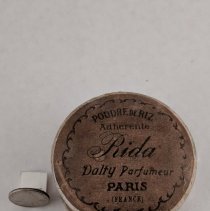 POUDRE DE RIZ
Adhérente
Rida
Dalty Parfumeur
PARIS
(FRANCE)